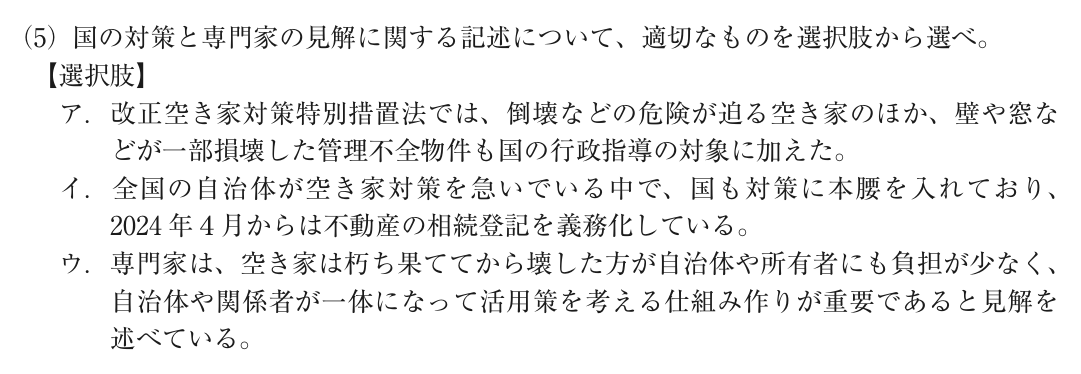 (5) 国の対策と専門家の見解に関する記述について、適切なものを選択肢から選べ。
【選択肢】
ア．改正空き家対策特別措置法では、倒壊などの危険が迫る空き家のほか、壁や窓な
どが一部損壊した管理不全物件も国の行政指導の対象に加えた。
イ．全国の自治体が空き家対策を急いでいる中で、国も対策に本腰を入れており、
2024年4月からは不動産の相続登記を義務化している。
ウ．専門家は、空き家は朽ち果ててから壊した方が自治体や所有者にも負担が少なく、
自治体や関係者が一体になって活用策を考える仕組み作りが重要であると見解を
述べている。